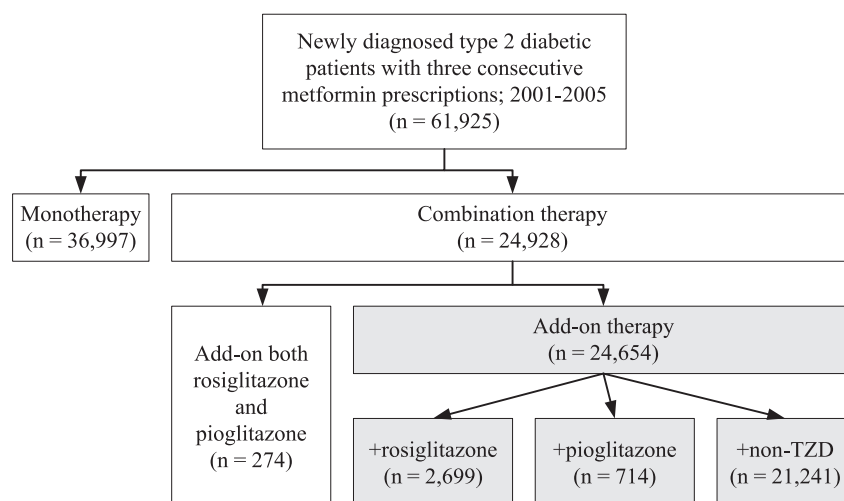 Newly diagnosed type 2 diabetic
patients with three consecutive
metformin prescriptions; 2001-2005
(n = 61,925)
Monotherapy
(n = 36,997)
Combination therapy
(n = 24,928)
Add-on both
rosiglitazone
and
pioglitazone
(n = 274)
Add-on therapy
(n = 24,654)
+rosiglitazone
(n = 2,699)
+pioglitazone
(n = 714)
+non-TZD
(n = 21,241)